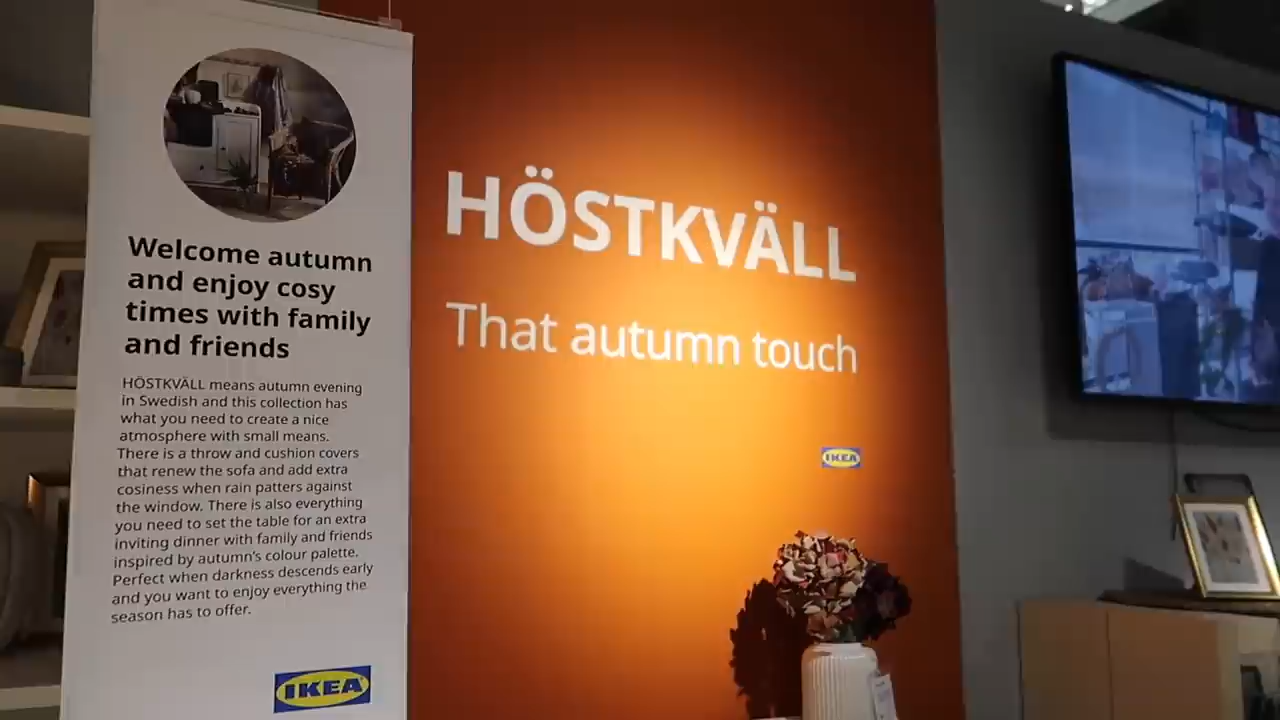 Welcome autumn
and enjoy cosy
times with family
and friends
HÖSTKVÄLL means autumn evening
in Swedish and this collection has
what you need to create a nice
atmosphere with small means.
There is a throw and cushion covers
that renew the sofa and add extra
cosiness when rain patters against
the window. There is also everything
you need to set the table for an extra
inviting dinner with family and friends
inspired by autumn's colour palette.
Perfect when darkness descends early
and you want to enjoy everything the
season has to offer.
IKEA
HÖSTKVÄLL
That autumn touch
IKEA